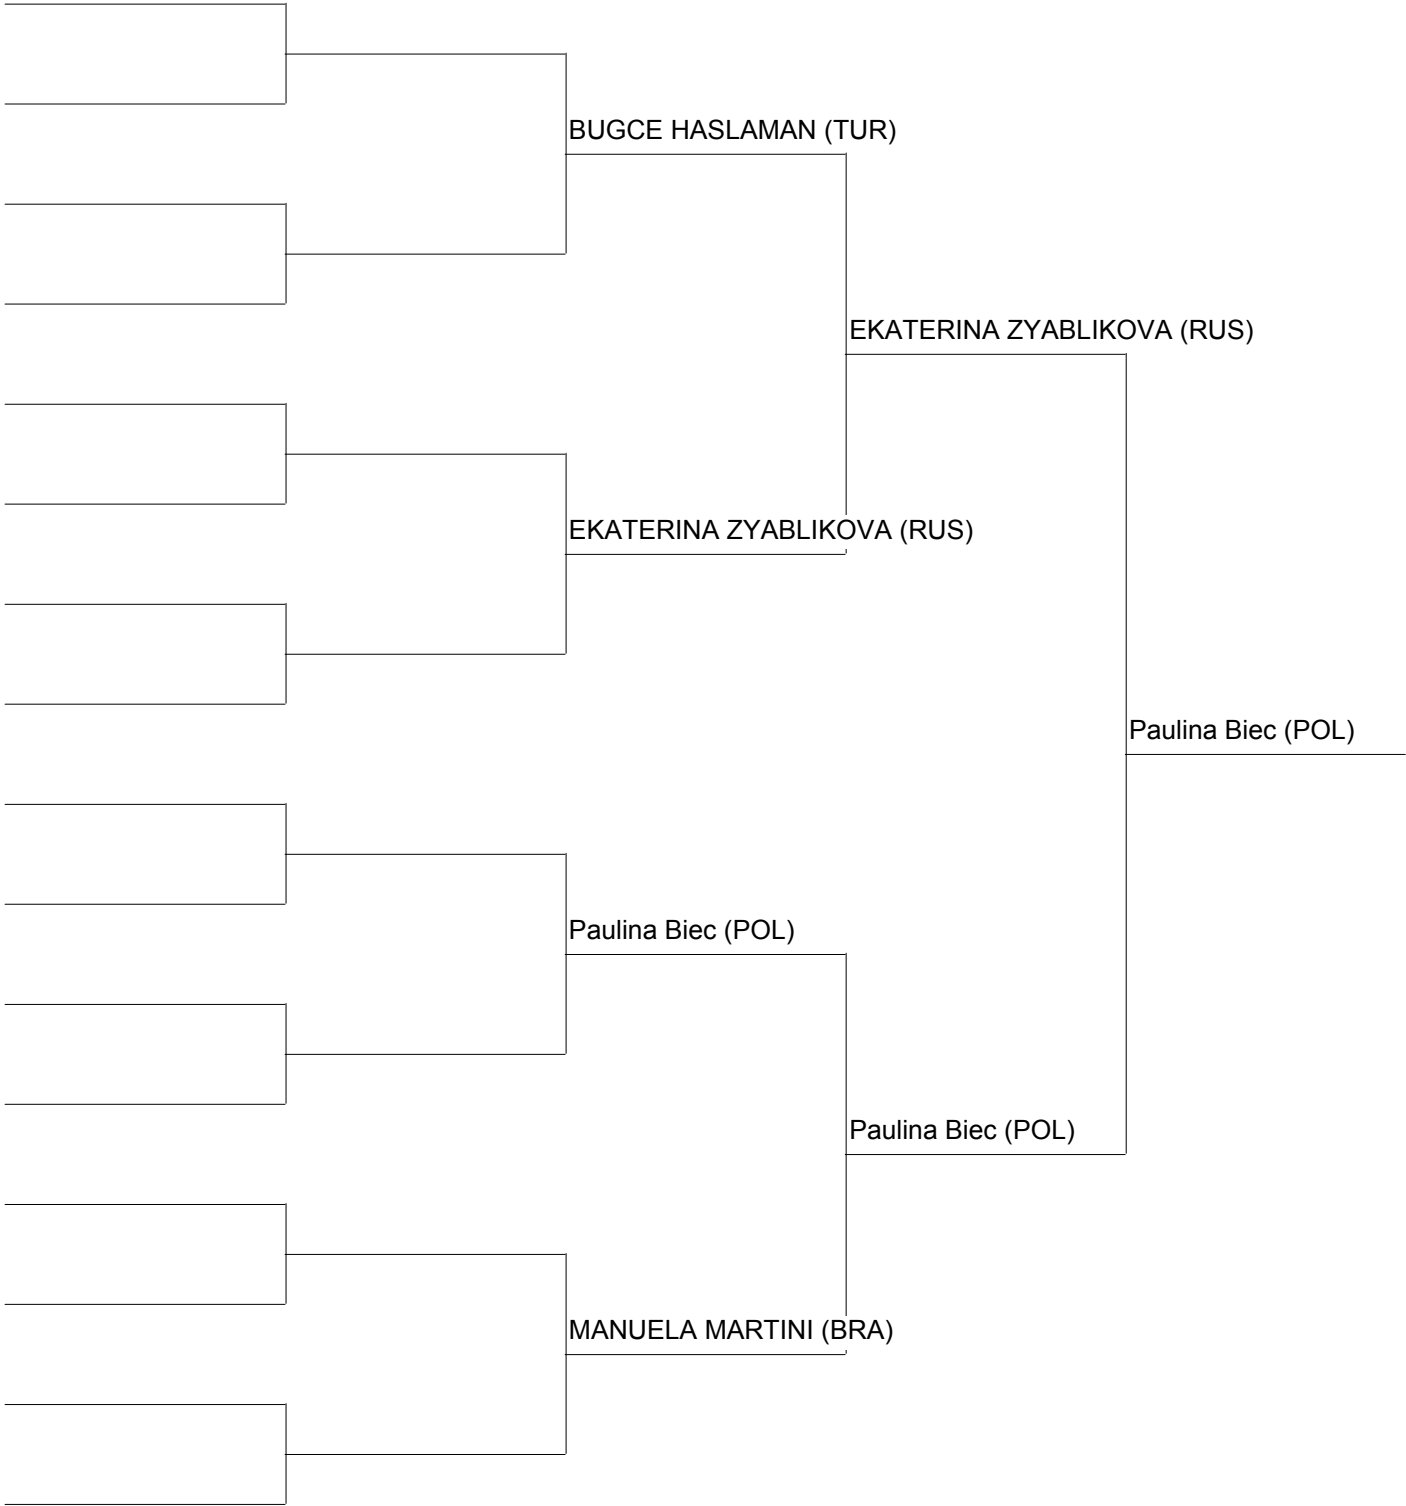 BUGCE HASLAMAN (TUR)
EKATERINA ZYABLIKOVA (RUS)
EKATERINA ZYABLIKOVA (RUS)
Paulina Biec (POL)
Paulina Biec (POL)
Paulina Biec (POL)
MANUELA MARTINI (BRA)